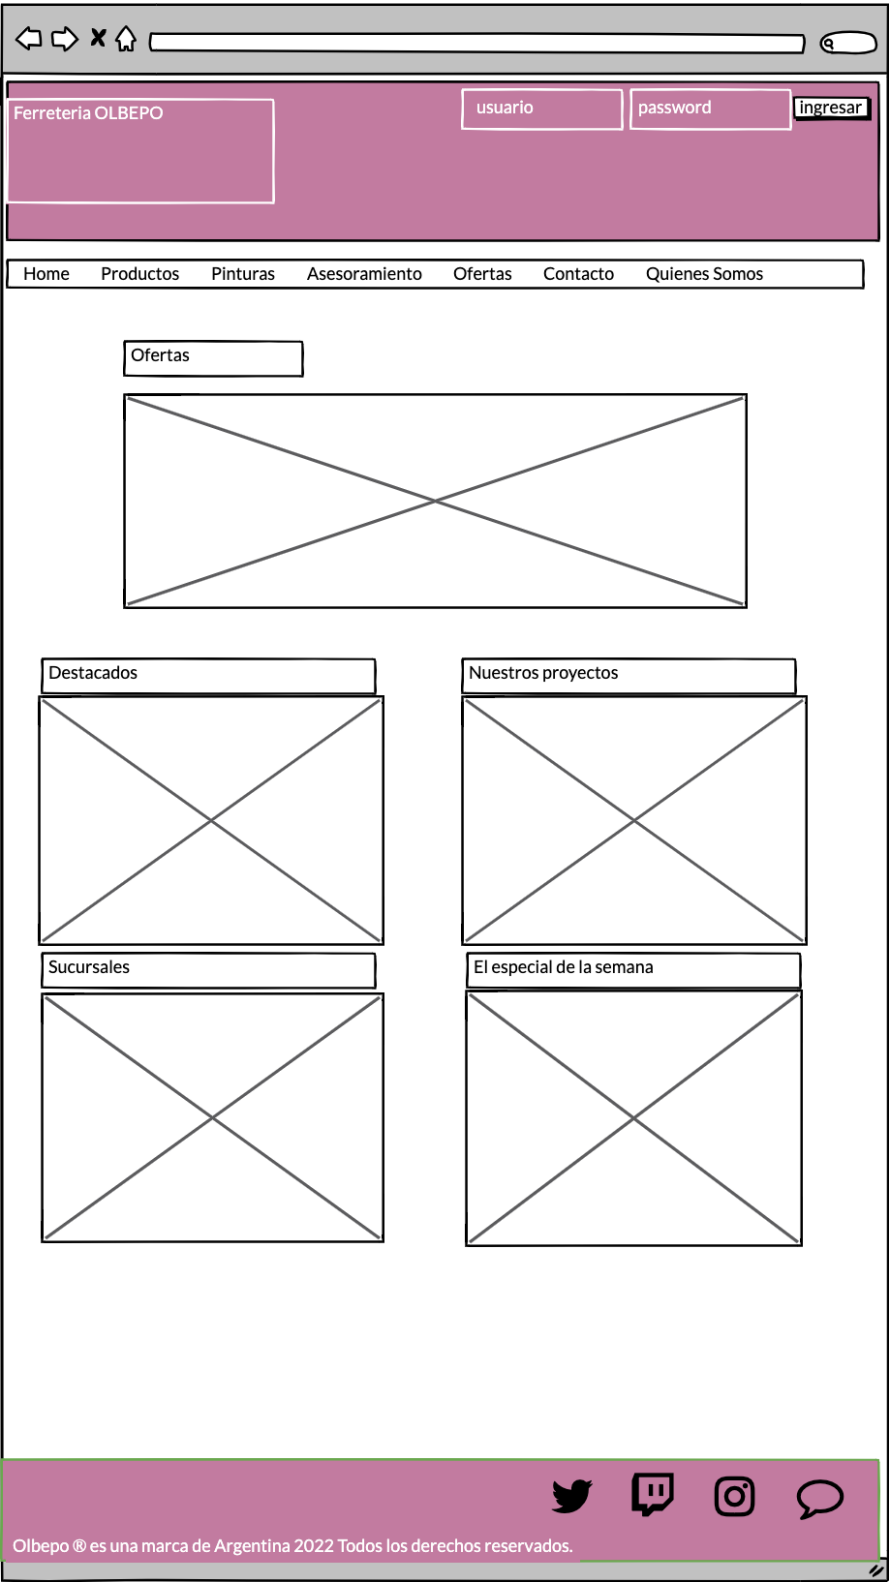 Ferreteria OLBEPO
usuario
password
ingresar
Home Productos Pinturas Asesoramiento Ofertas Contacto Quienes Somos
Ofertas
Destacados
Nuestros proyectos
Sucursales
El especial de la semana
Olbepo ® es una marca de Argentina 2022 Todos los derechos reservados.